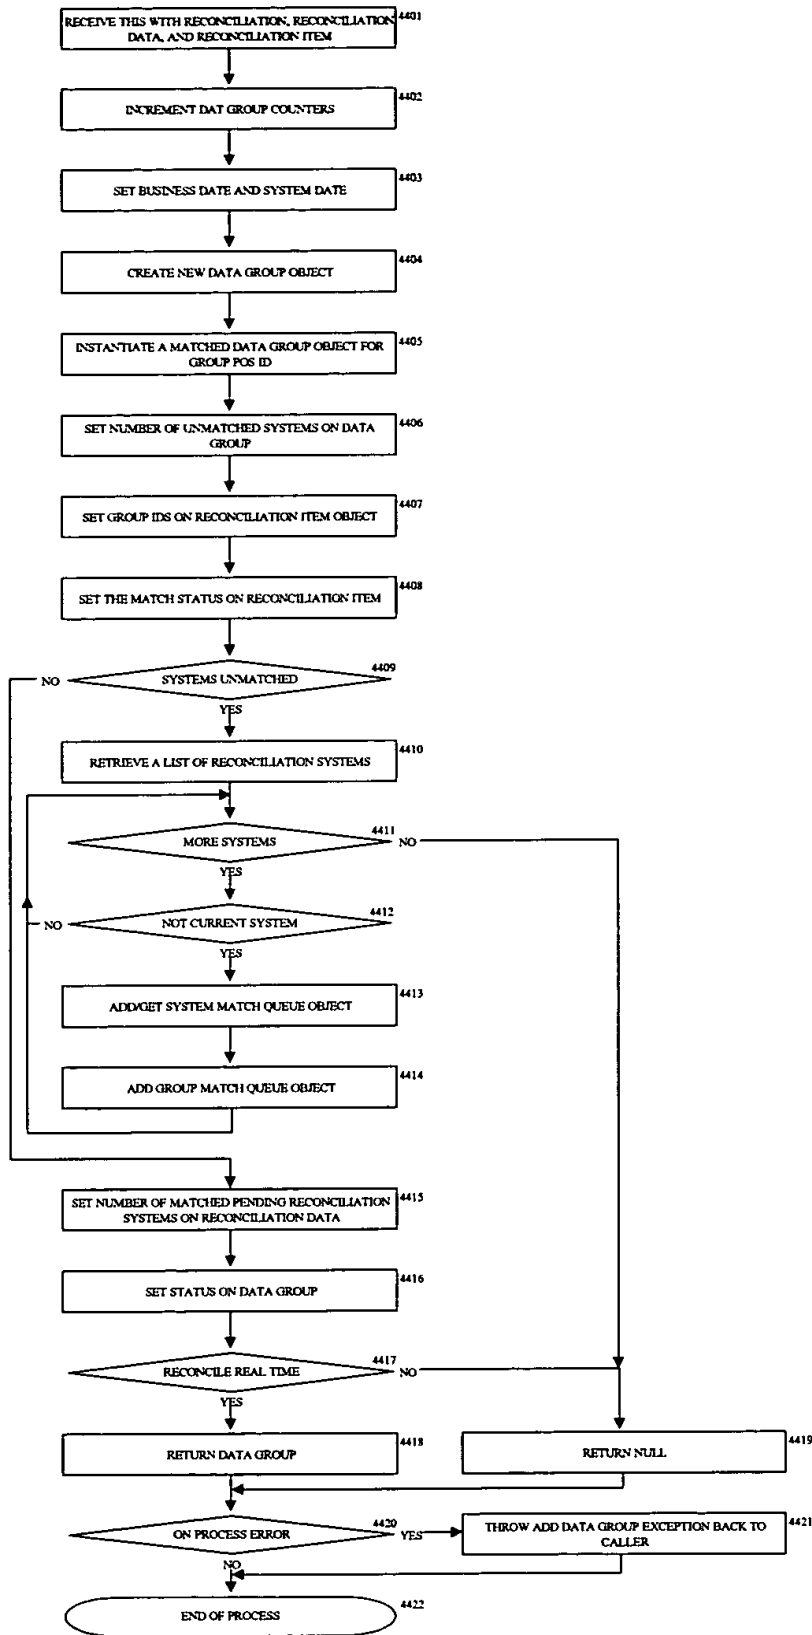 RECEIVE THIS WITH RECONCILIATION, RECONCILIATION
DATA, AND RECONCILIATION ITEM
4401
INCREMENT DAT GROUP COUNTERS
4402
SET BUSINESS DATE AND SYSTEM DATE
4403
CREATE NEW DATA GROUP OBJECT
4404
INSTANTIATE A MATCHED DATA GROUP OBJECT FOR
GROUP POS ID
4405
SET NUMBER OF UNMATCHED SYSTEMS ON DATA
GROUP
4406
SET GROUP IDS ON RECONCILIATION ITEM OBJECT
4407
SET THE MATCH STATUS ON RECONCILIATION ITEM
4408
SYSTEMS UNMATCHED
4409
NO
YES
RETRIEVE A LIST OF RECONCILIATION SYSTEMS
4410
MORE SYSTEMS
4411
NO
YES
NOT CURRENT SYSTEM
4412
NO
YES
ADD/GET SYSTEM MATCH QUEUE OBJECT
4413
ADD GROUP MATCH QUEUE OBJECT
4414
SET NUMBER OF MATCHED PENDING RECONCILIATION
SYSTEMS ON RECONCILIATION DATA
4415
SET STATUS ON DATA GROUP
4416
RECONCILE REAL TIME
4417
NO
YES
RETURN DATA GROUP
4418
RETURN NULL
4419
ON PROCESS ERROR
4420
YES
THROW ADD DATA GROUP EXCEPTION BACK TO
CALLER
4421
NO
END OF PROCESS
4422